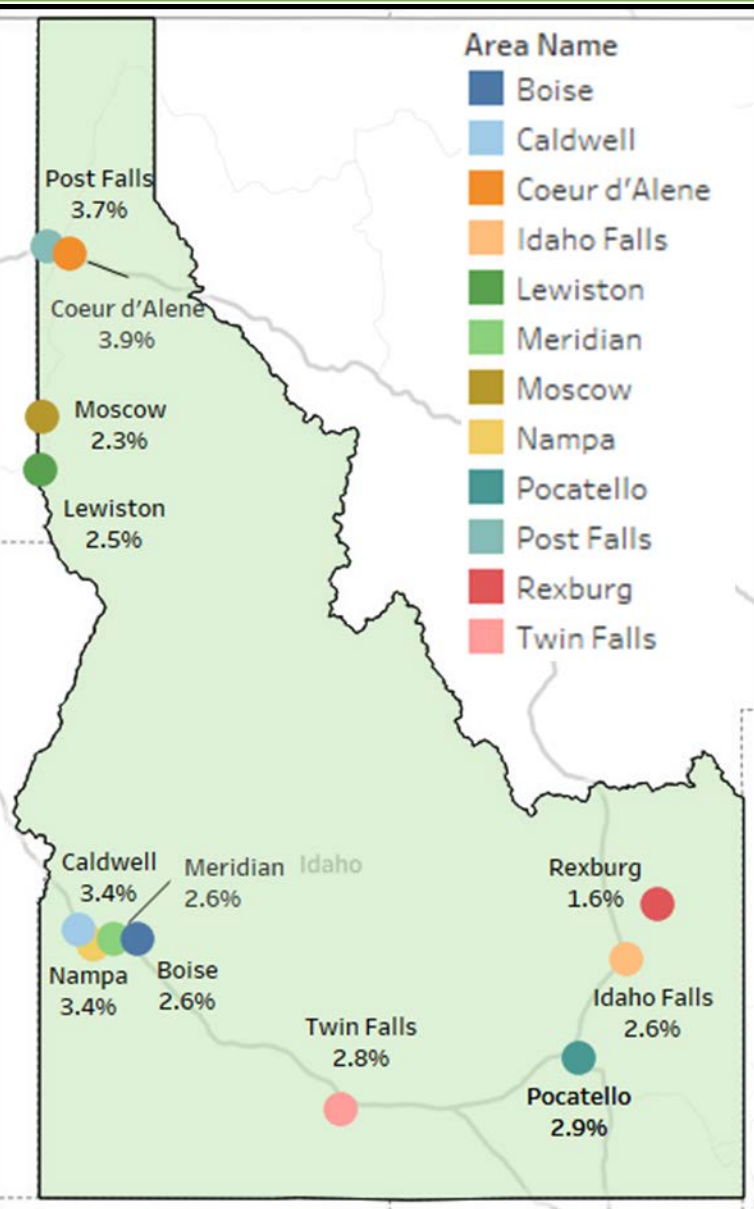 Area Name
Boise
Caldwell
Coeur d'Alene
Idaho Falls
Lewiston
Meridian
Moscow
Nampa
Pocatello
Post Falls
Rexburg
Twin Falls
Post Falls
3.7%
Coeur d'Alene
3.9%
Moscow
2.3%
Lewiston
2.5%
Caldwell
3.4%
Meridian
2.6%
Idaho
Nampa
3.4%
Boise
2.6%
Rexburg
1.6%
Idaho Falls
2.6%
Twin Falls
2.8%
Pocatello
2.9%